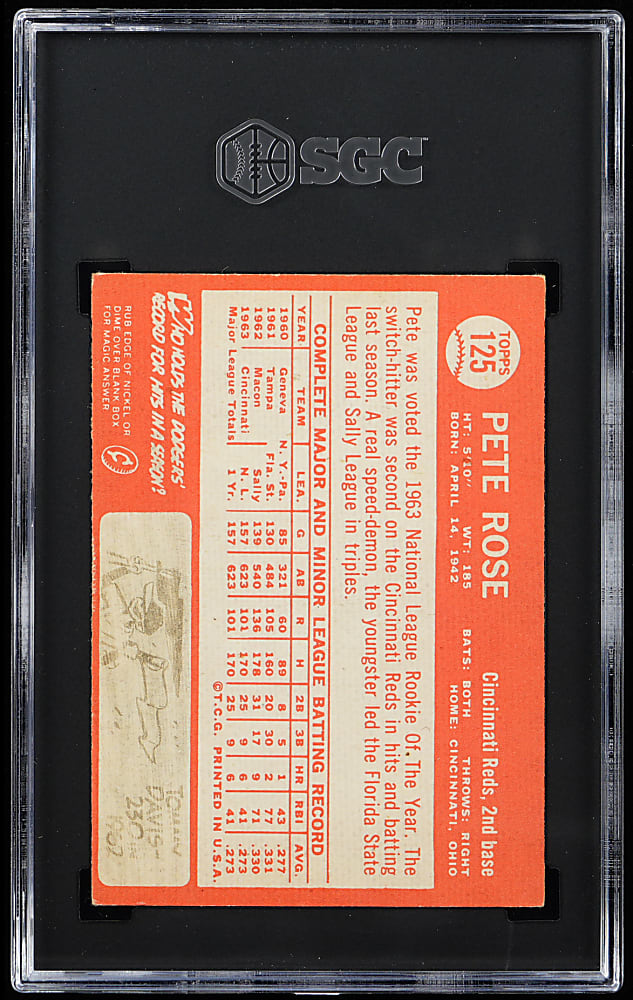 SGC
TOPPS
125
PETE ROSE
Cincinnati Reds, 2nd base
HT: 5'10" WT: 185 BATS: BOTH THROWS: RIGHT
BORN: APRIL 14, 1942 HOME: CINCINNATI, OHIO
Pete was voted the 1963 National League Rookie Of.The Year. The
switch-hitter was second on the Cincinnati Reds in hits and batting
last season. A real speed-demon, the youngster led the Florida State
League and Sally League in triples.
COMPLETE MAJOR AND MINOR LEAGUE BATTING RECORD
YEAR TEAM LEA. G AB R H 2B 3B HR RBI AVG.
1960 Geneva N. Y.-Pa. 85 321 60 89 8 5 1 43 .277
1961 Tampa Fla. St. 130 484 105 160 20 30 2 77 .331
1962 Macon Sally 139 540 136 178 31 17 9 71 .330
1963 Cincinnati N. L. 157 623 101 170 25 9 6 41 .273
Major League Totals 1 Yr. 157 623 101 170 25 9 6 41 .273
©T.C.G. PRINTED IN U.S.A.
WHO HOLDS THE DODGERS'
RECORD FOR HITS IN A SEASON?
RUB EDGE OF NICKEL OR
DIME OVER BLANK BOX
FOR MAGIC ANSWER
DAVIS-
230